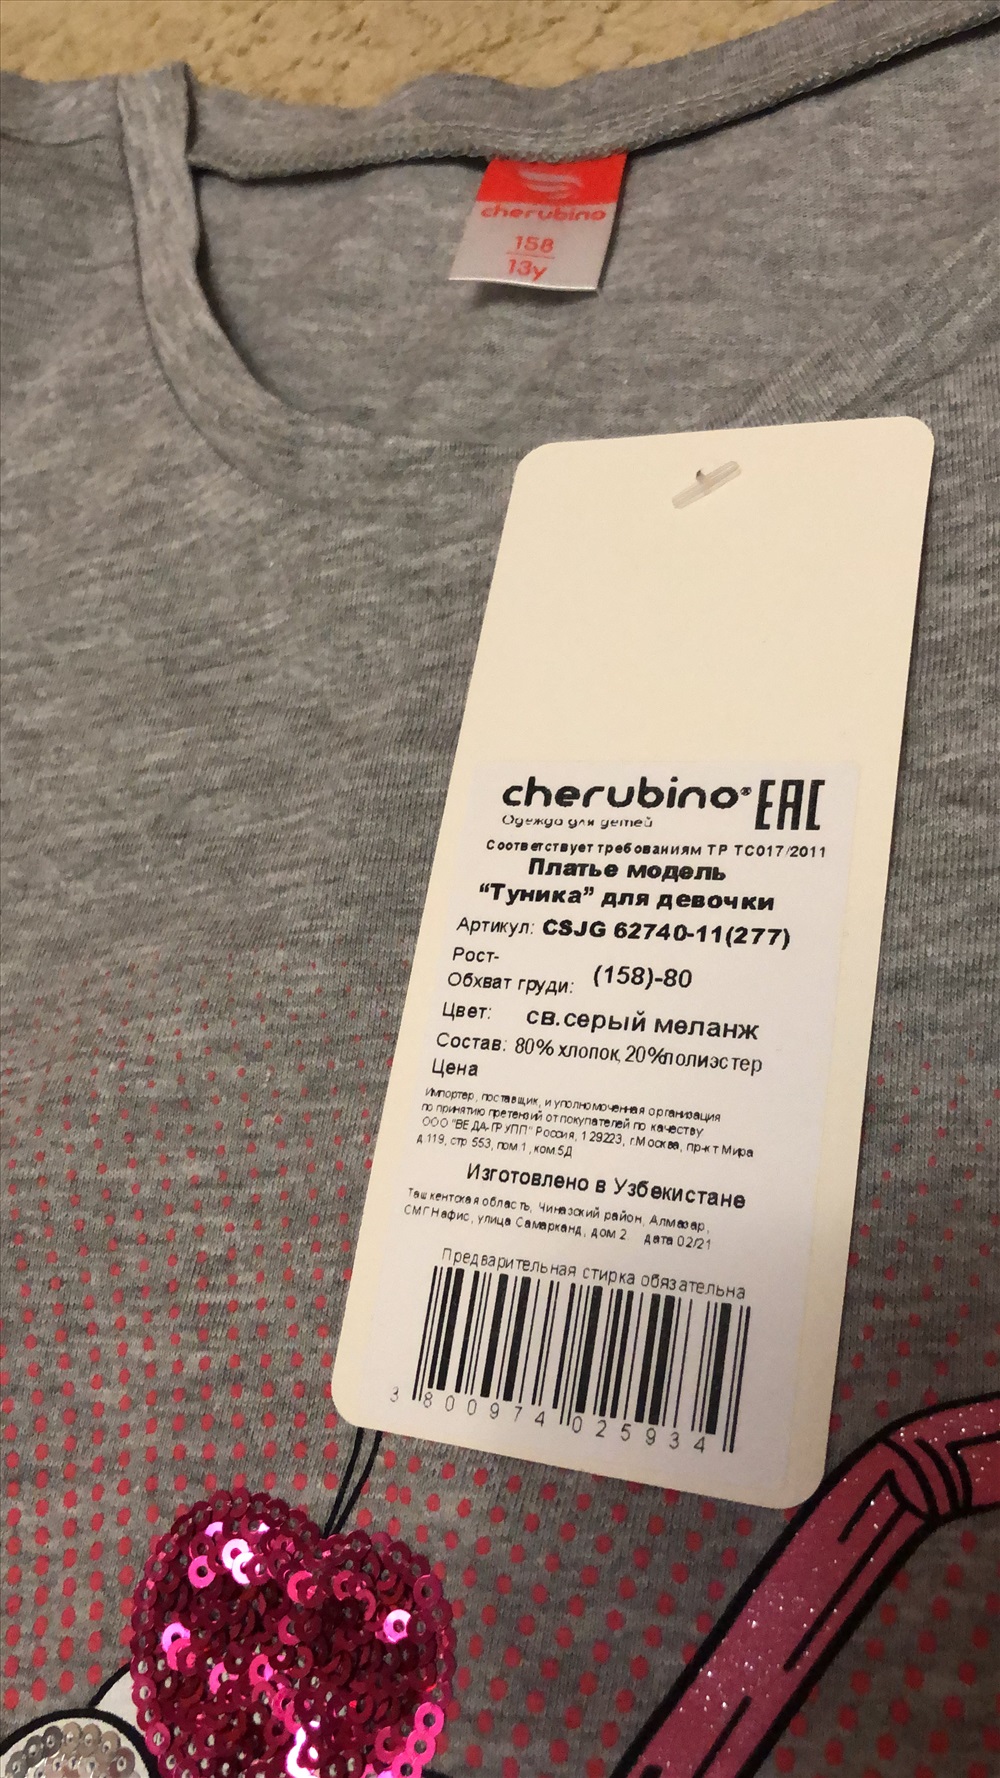 cherubino
158
13y
cherubino® EAC
Одежда для детей
Соответствует требованиям ТР ТС017/2011
Платье модель
“Туника” для девочки
Артикул: CSJG 62740-11(277)
Рост-
Обхват груди: (158)-80
Цвет: св.серый меланж
Состав: 80% хлопок, 20%полиэстер
Цена
Импортер, поставщик, и уполномоченная организация
по принятию претензий от покупателей по качеству
ООО "ВЕДА-ГРУПП" Россия, 129223, г.Москва, пр-кт Мира
д.119, стр 553, пом 1, ком.5Д
Изготовлено в Узбекистане
Ташкентская область, Чиназский район, Алмазар,
СМГ Нафис, улица Самарканд, дом 2 дата 02/21
Предварительная стирка обязательна
3 800974 025934